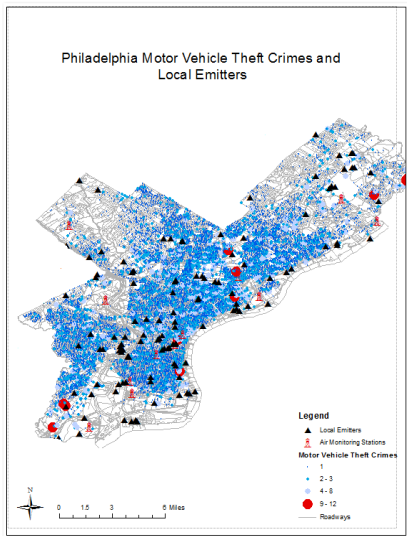 Philadelphia Motor Vehicle Theft Crimes and
Local Emitters
Legend
Local Emitters
Air Monitoring Stations
Motor Vehicle Theft Crimes
1
2 - 3
4 - 8
9 - 12
Roadways
N
0 1.5 3 6 Miles